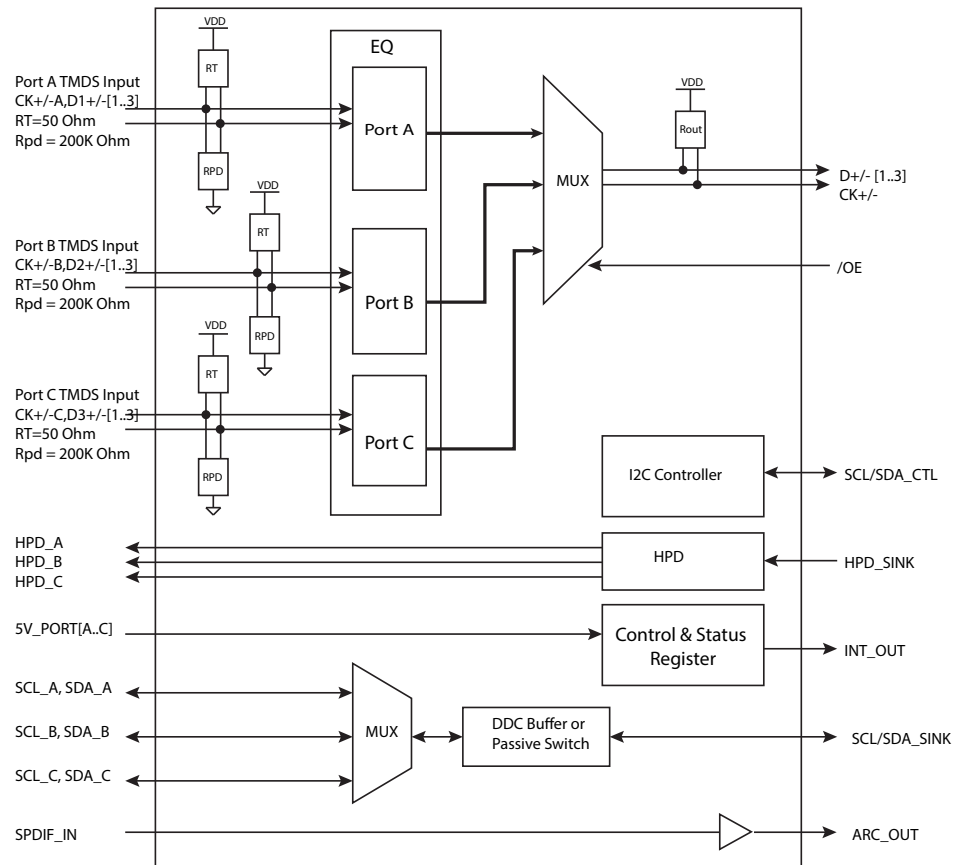 VDD
RT
Port A TMDS Input
CK+/-A,D1+/-[1..3]
RT=50 Ohm
Rpd = 200K Ohm
RPD
EQ
Port A
VDD
Rout
MUX
D+/- [1..3]
CK+/-
/OE
VDD
RT
Port B TMDS Input
CK+/-B,D2+/-[1..3]
RT=50 Ohm
Rpd = 200K Ohm
RPD
Port B
VDD
RT
Port C TMDS Input
CK+/-C,D3+/-[1..3]
RT=50 Ohm
Rpd = 200K Ohm
RPD
Port C
I2C Controller
SCL/SDA_CTL
HPD_A
HPD_B
HPD_C
HPD
HPD_SINK
5V_PORT[A..C]
Control & Status
Register
INT_OUT
SCL_A, SDA_A
SCL_B, SDA_B
SCL_C, SDA_C
MUX
DDC Buffer or
Passive Switch
SCL/SDA_SINK
SPDIF_IN
ARC_OUT